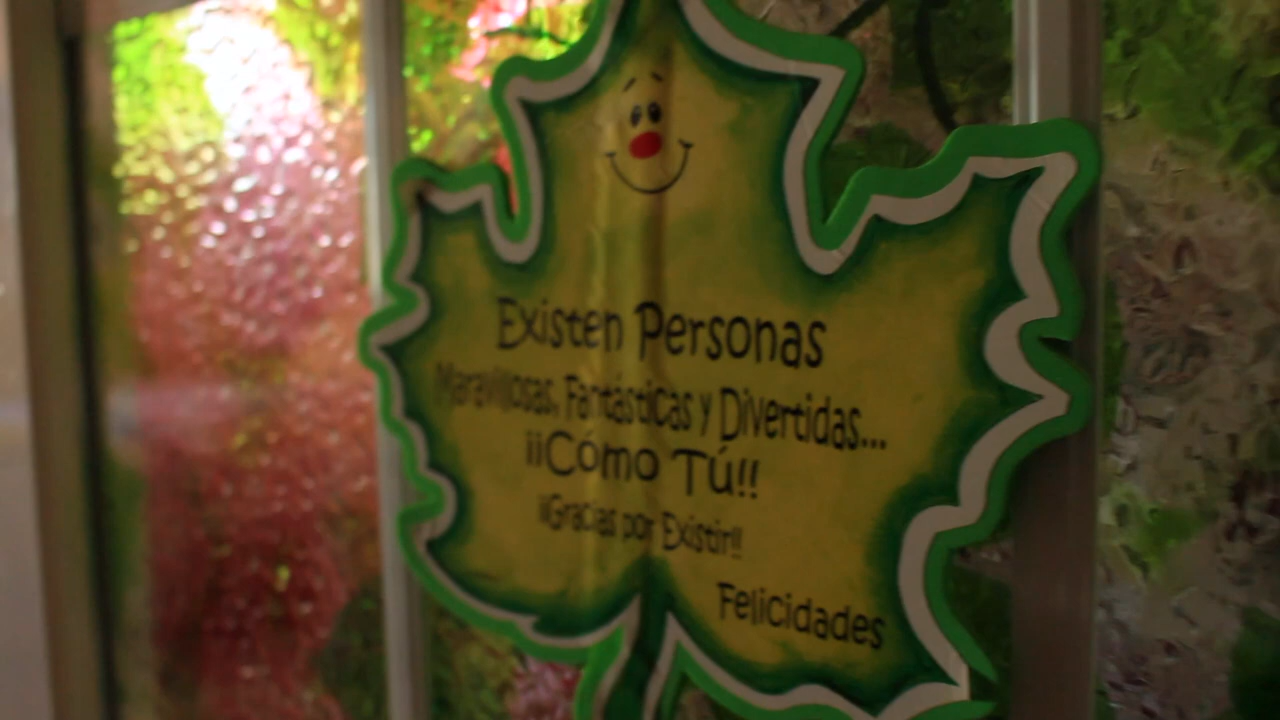 Existen Personas
Maravillosas, Fantásticas y Divertidas...
¡¡Cómo Tú!!
¡¡Gracias por Existir!!
Felicidades